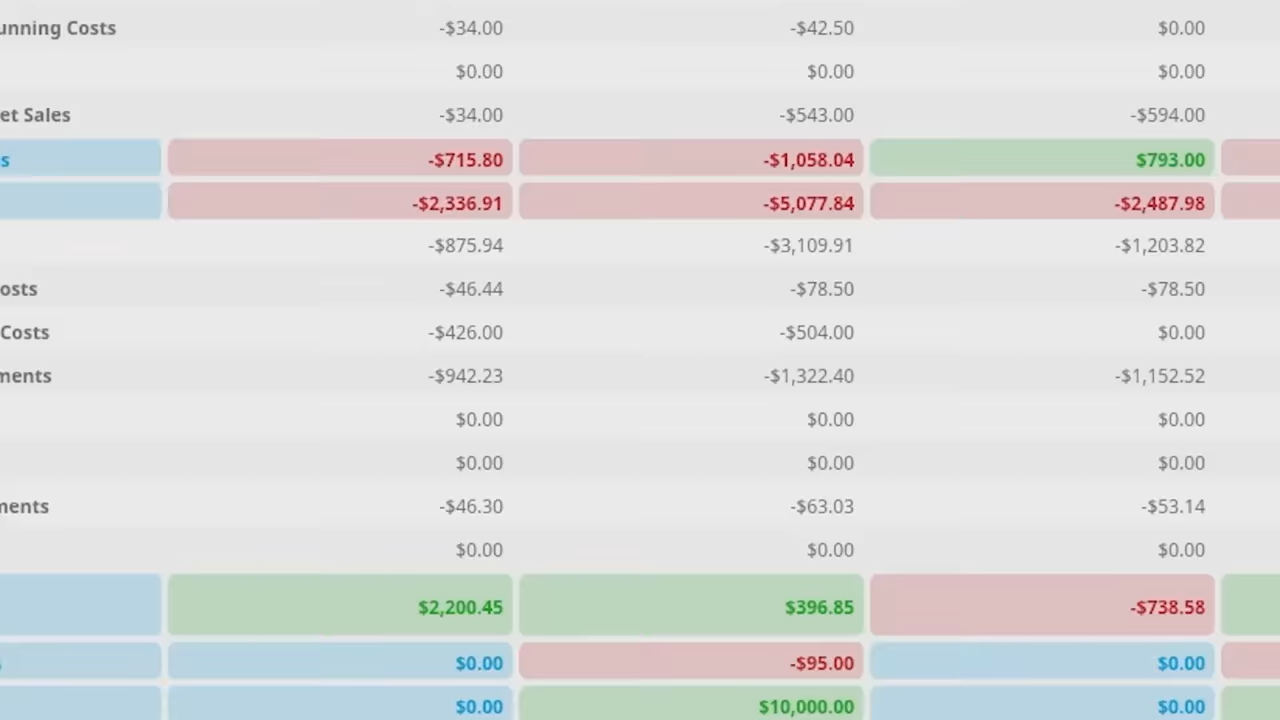 unning Costs -$34.00 -$42.50 $0.00
$0.00 $0.00 $0.00
et Sales -$34.00 -$543.00 -$594.00
s -$715.80 -$1,058.04 $793.00
-$2,336.91 -$5,077.84 -$2,487.98
-$875.94 -$3,109.91 -$1,203.82
osts -$46.44 -$78.50 -$78.50
Costs -$426.00 -$504.00 $0.00
ments -$942.23 -$1,322.40 -$1,152.52
$0.00 $0.00 $0.00
$0.00 $0.00 $0.00
ments -$46.30 -$63.03 -$53.14
$0.00 $0.00 $0.00
$2,200.45 $396.85 -$738.58
$0.00 -$95.00 $0.00
$0.00 $10,000.00 $0.00